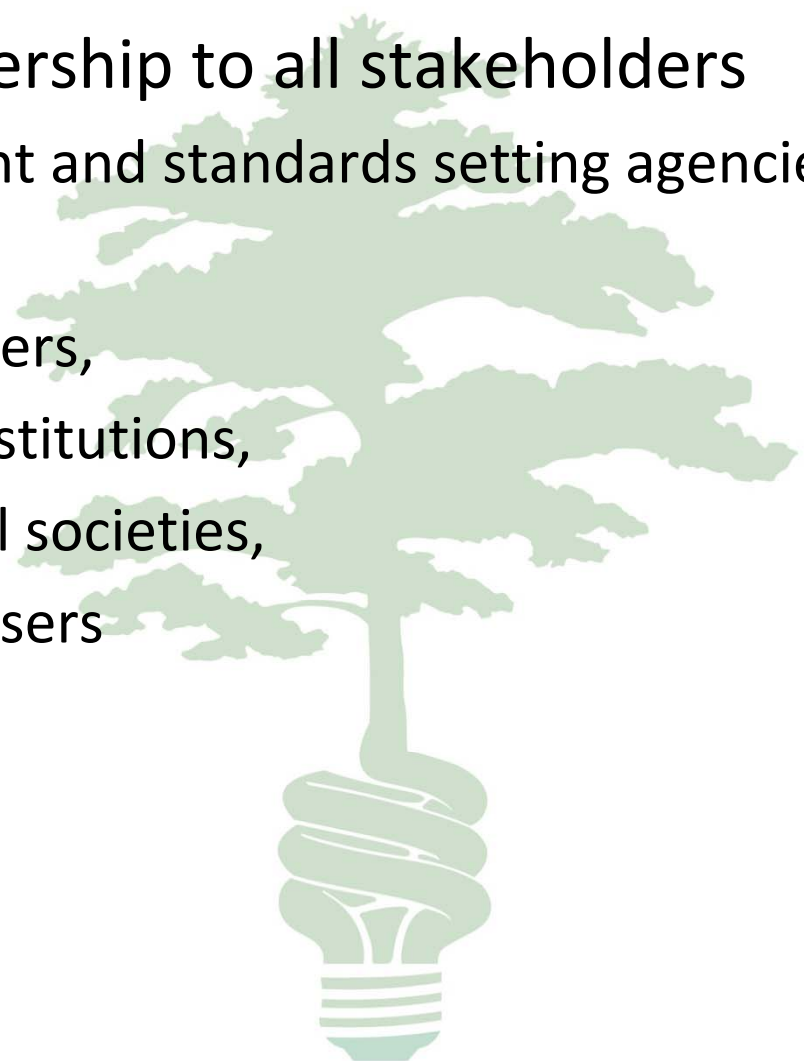 ership to all stakeholders
nt and standards setting agencie
ers,
stitutions,
l societies,
sers